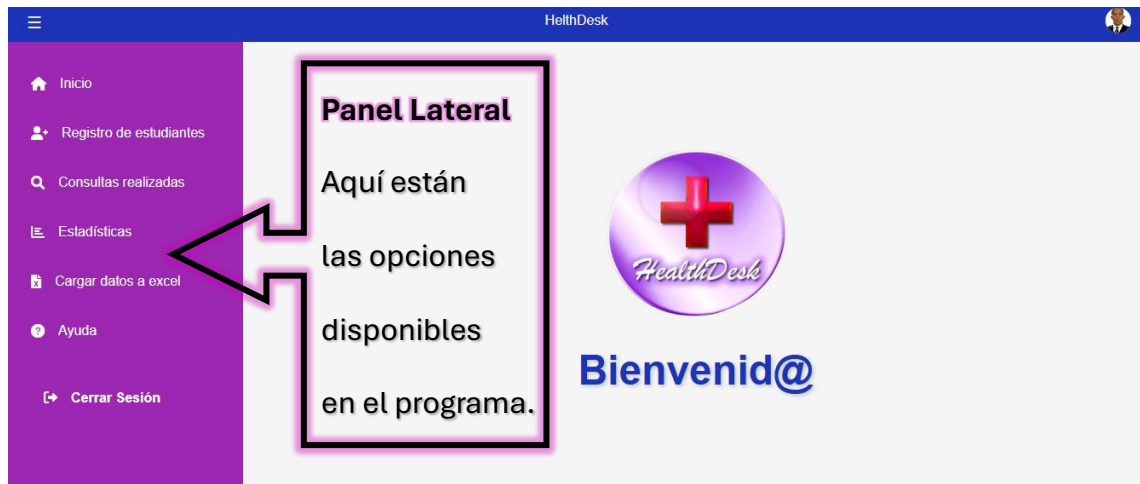 HelthDesk
Inicio
Registro de estudiantes
Consultas realizadas
Estadísticas
Cargar datos a excel
Ayuda
Cerrar Sesión
Panel Lateral
Aquí están
las opciones
disponibles
en el programa.
HealthDesk
Bienvenid@